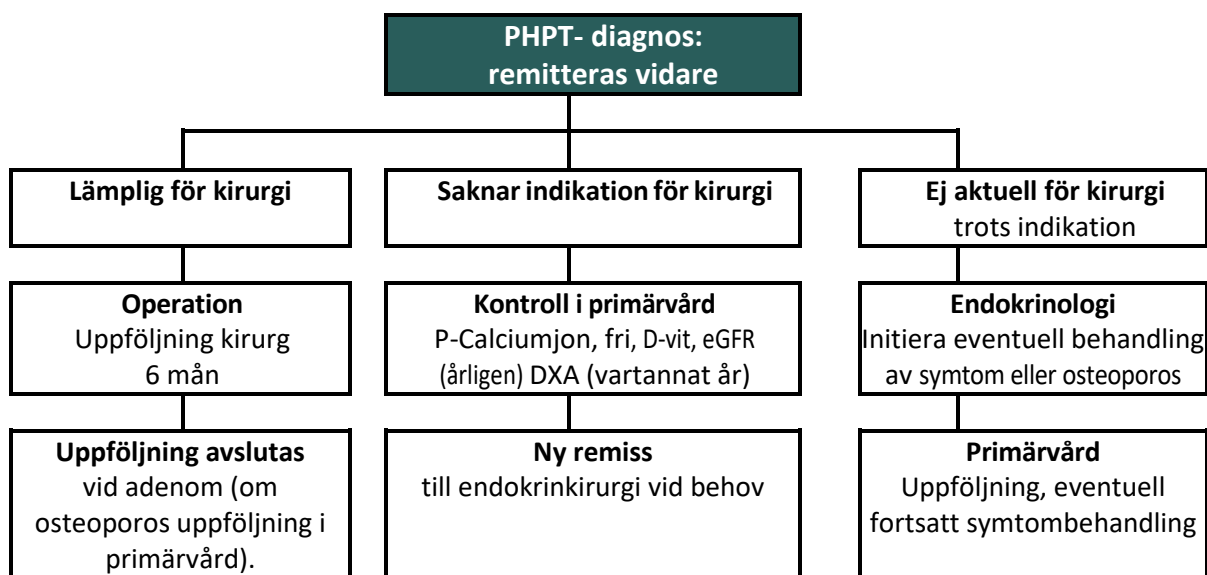 PHPT- diagnos:
remitteras vidare
Lämplig för kirurgi
Saknar indikation för kirurgi
Ej aktuell för kirurgi
trots indikation
Operation
Uppföljning kirurg
6 mån
Kontroll i primärvård
P-Calciumjon, fri, D-vit, eGFR
(årligen) DXA (vartannat år)
Endokrinologi
Initiera eventuell behandling
av symtom eller osteoporos
Uppföljning avslutas
vid adenom (om
osteoporos uppföljning i
primärvård).
Ny remiss
till endokrinkirurgi vid behov
Primärvård
Uppföljning, eventuell
fortsatt symtombehandling